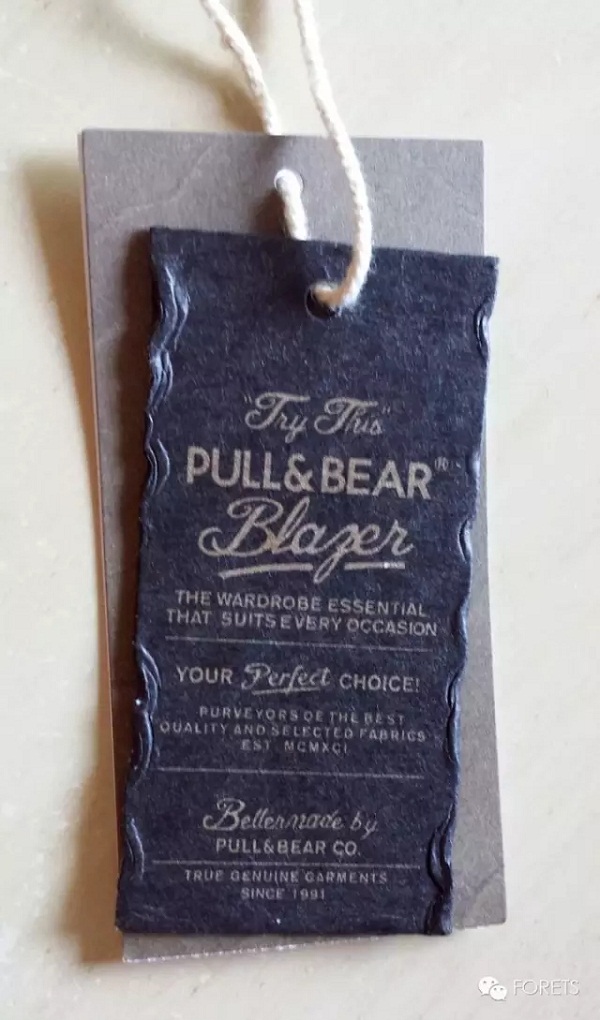 "Try This"
PULL&BEAR®
Blazer
THE WARDROBE ESSENTIAL
THAT SUITS EVERY OCCASION
YOUR Perfect CHOICE!
PURVEYORS OF THE BEST
QUALITY AND SELECTED FABRICS
EST. MCMXCI
Bettermade by
PULL&BEAR CO.
TRUE GENUINE GARMENTS
SINCE 1991
FORETS